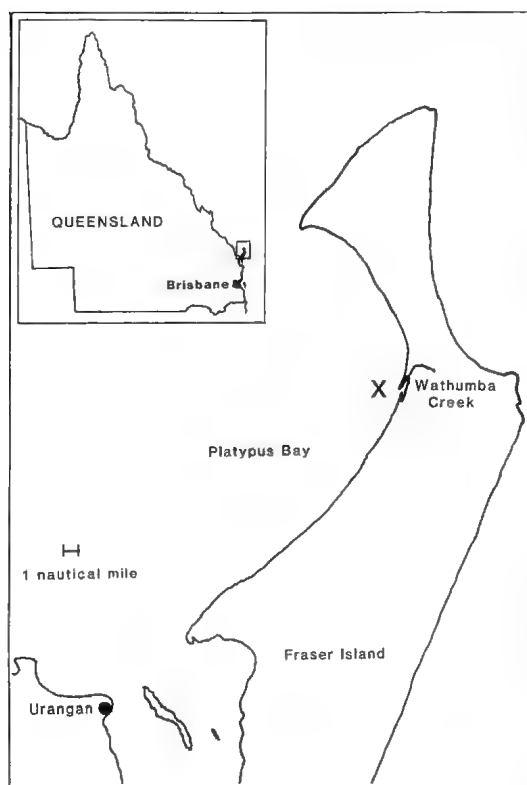 QUEENSLAND
Brisbane
X
Wathumba
Creek
Platypus Bay
1 nautical mile
Fraser Island
Urangan